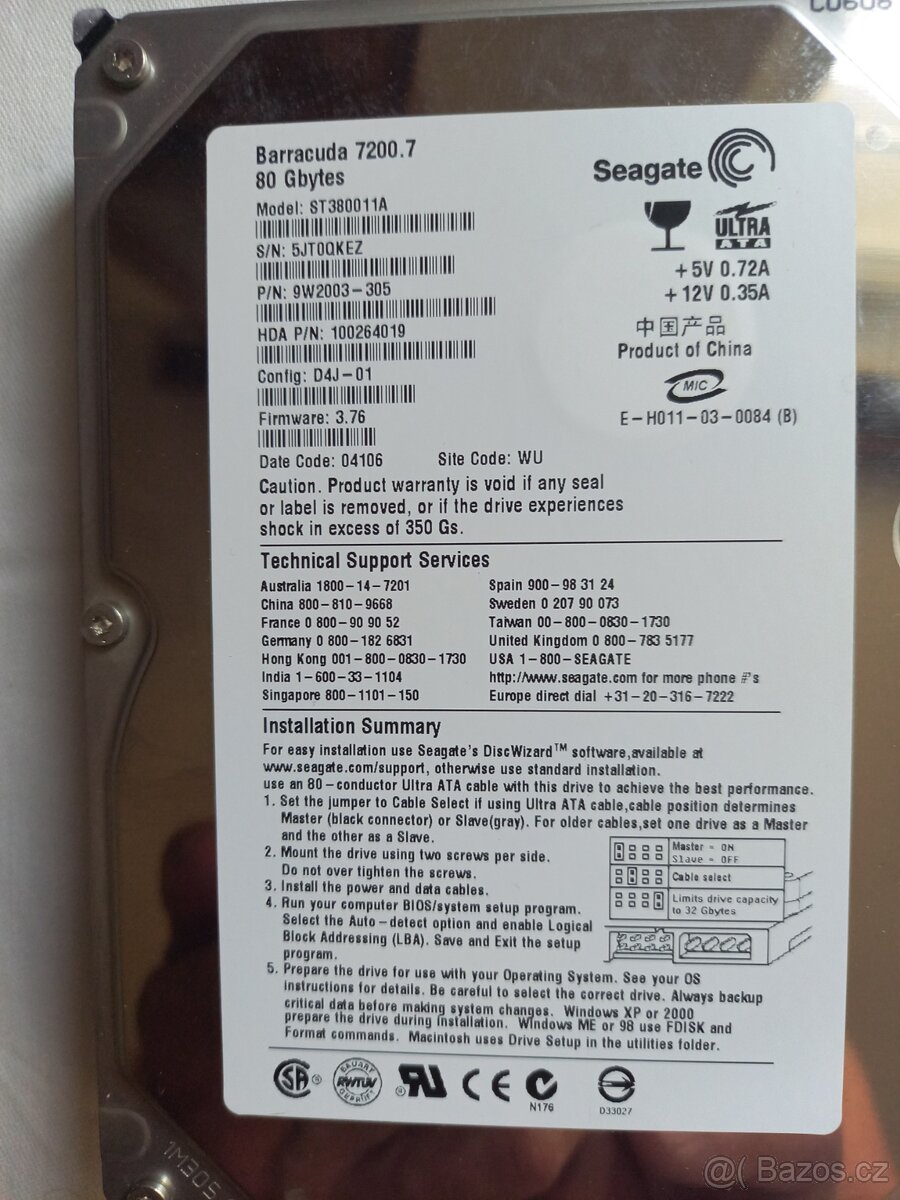 Barracuda 7200.7
80 Gbytes
Model: ST380011A
S/N: 5JT0QKEZ
P/N: 9W2003-305
HDA P/N: 100264019
Config: D4J-01
Firmware: 3.76
Date Code: 04106 Site Code: WU
Seagate
ULTRA
ATA
+5V 0.72A
+12V 0.35A
中国产品
Product of China
MIC
E-H011-03-0084 (B)
Caution. Product warranty is void if any seal
or label is removed, or if the drive experiences
shock in excess of 350 Gs.
Technical Support Services
Australia 1800-14-7201
China 800-810-9668
France 0 800-90 90 52
Germany 0 800-182 6831
Hong Kong 001-800-0830-1730
India 1-600-33-1104
Singapore 800-1101-150
Spain 900-98 31 24
Sweden 0 207 90 073
Taiwan 00-800-0830-1730
United Kingdom 0 800-783 5177
USA 1-800-SEAGATE
http://www.seagate.com for more phone #'s
Europe direct dial +31-20-316-7222
Installation Summary
For easy installation use Seagate's DiscWizard™ software,available at
www.seagate.com/support, otherwise use standard installation.
use an 80-conductor Ultra ATA cable with this drive to achieve the best performance.
1. Set the jumper to Cable Select if using Ultra ATA cable,cable position determines
Master (black connector) or Slave(gray). For older cables,set one drive as a Master
and the other as a Slave.
2. Mount the drive using two screws per side.
Do not over tighten the screws.
3. Install the power and data cables.
4. Run your computer BIOS/system setup program.
Select the Auto-detect option and enable Logical
Block Addressing (LBA). Save and Exit the setup
program.
5. Prepare the drive for use with your Operating System. See your OS
instructions for details. Be careful to select the correct drive. Always backup
critical data before making system changes. Windows XP or 2000
prepare the drive during installation. Windows ME or 98 use FDISK and
Format commands. Macintosh uses Drive Setup in the utilities folder.
Master = ON
Slave = OFF
Cable select
Limits drive capacity
to 32 Gbytes
SA®
RWTUV
®
CE
N176
D33027
1M305
@( Bazos.cz